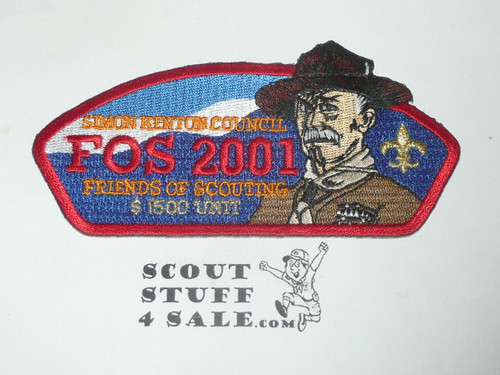 SIMON KENTON COUNCIL
FOS 2001
FRIENDS OF SCOUTING
$ 1500 UNIT
SCOUT
STUFF
4 SALE.COM